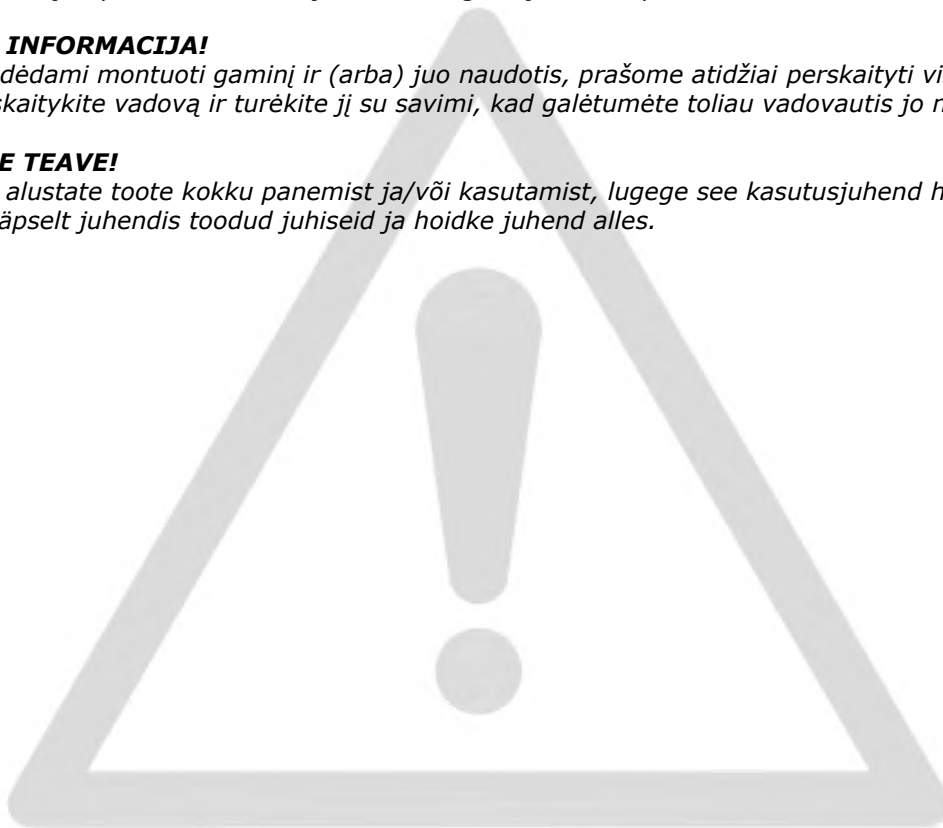 INFORMACIJA!
dėdami montuoti gaminį ir (arba) juo naudotis, prašome atidžiai perskaityti vi
skaitykite vadovą ir turėkite jį su savimi, kad galėtumėte toliau vadovautis jo n
E TEAVE!
alustate toote kokku panemist ja/või kasutamist, lugege see kasutusjuhend h
äpselt juhendis toodud juhiseid ja hoidke juhend alles.